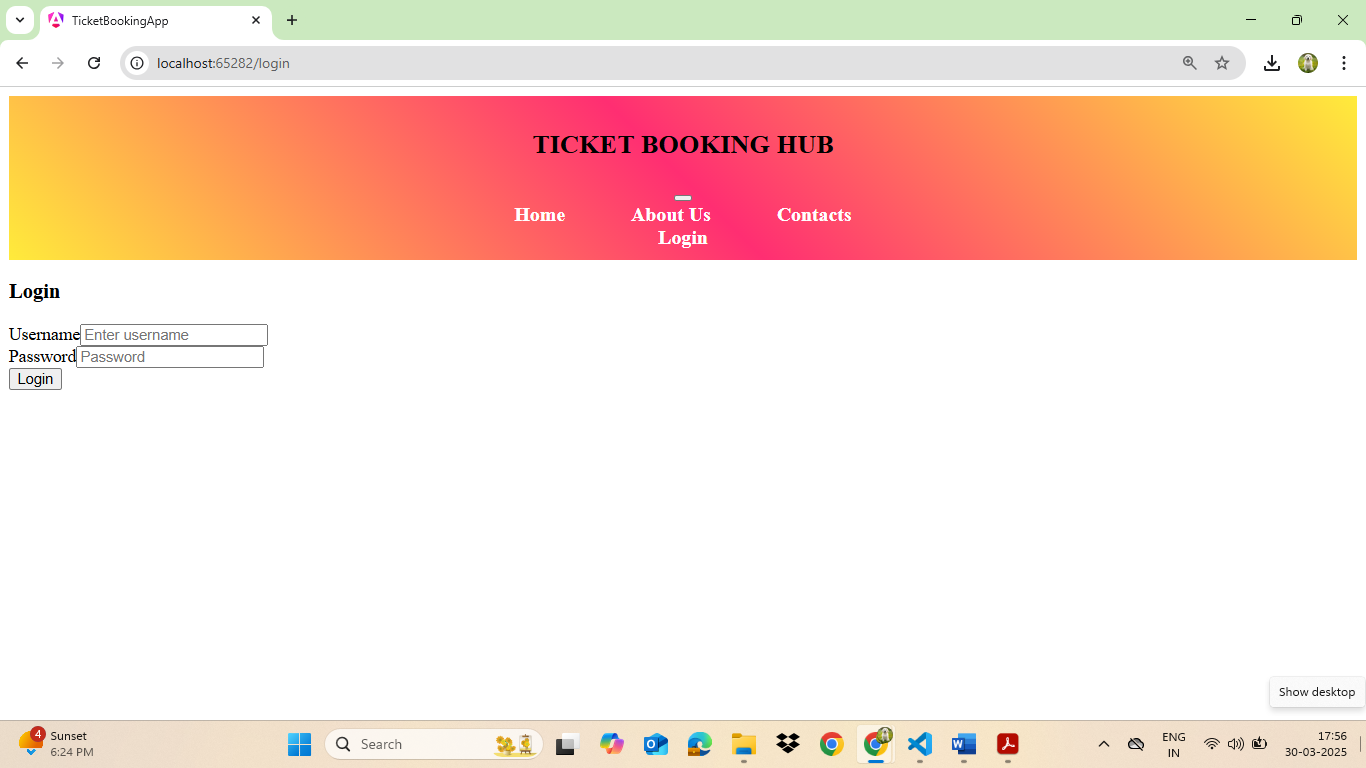 TicketBookingApp
localhost:65282/login
TICKET BOOKING HUB
Home About Us Contacts
Login
Login
Username Enter username
Password Password
Login
Show desktop
4 Sunset
6:24 PM
Search
ENG
IN
17:56
30-03-2025